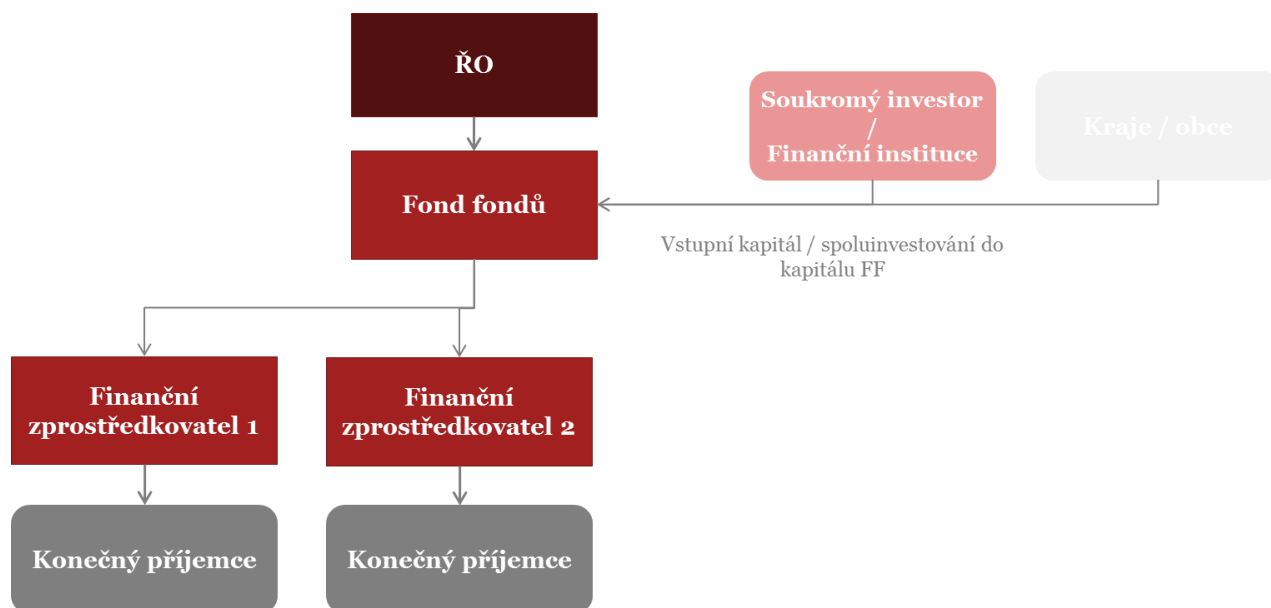 ŘO
Soukromý investor
/
Finanční instituce
Kraje / obce
Fond fondů
Vstupní kapitál / spoluinvestování do
kapitálu FF
Finanční
zprostředkovatel 1
Finanční
zprostředkovatel 2
Konečný příjemce
Konečný příjemce